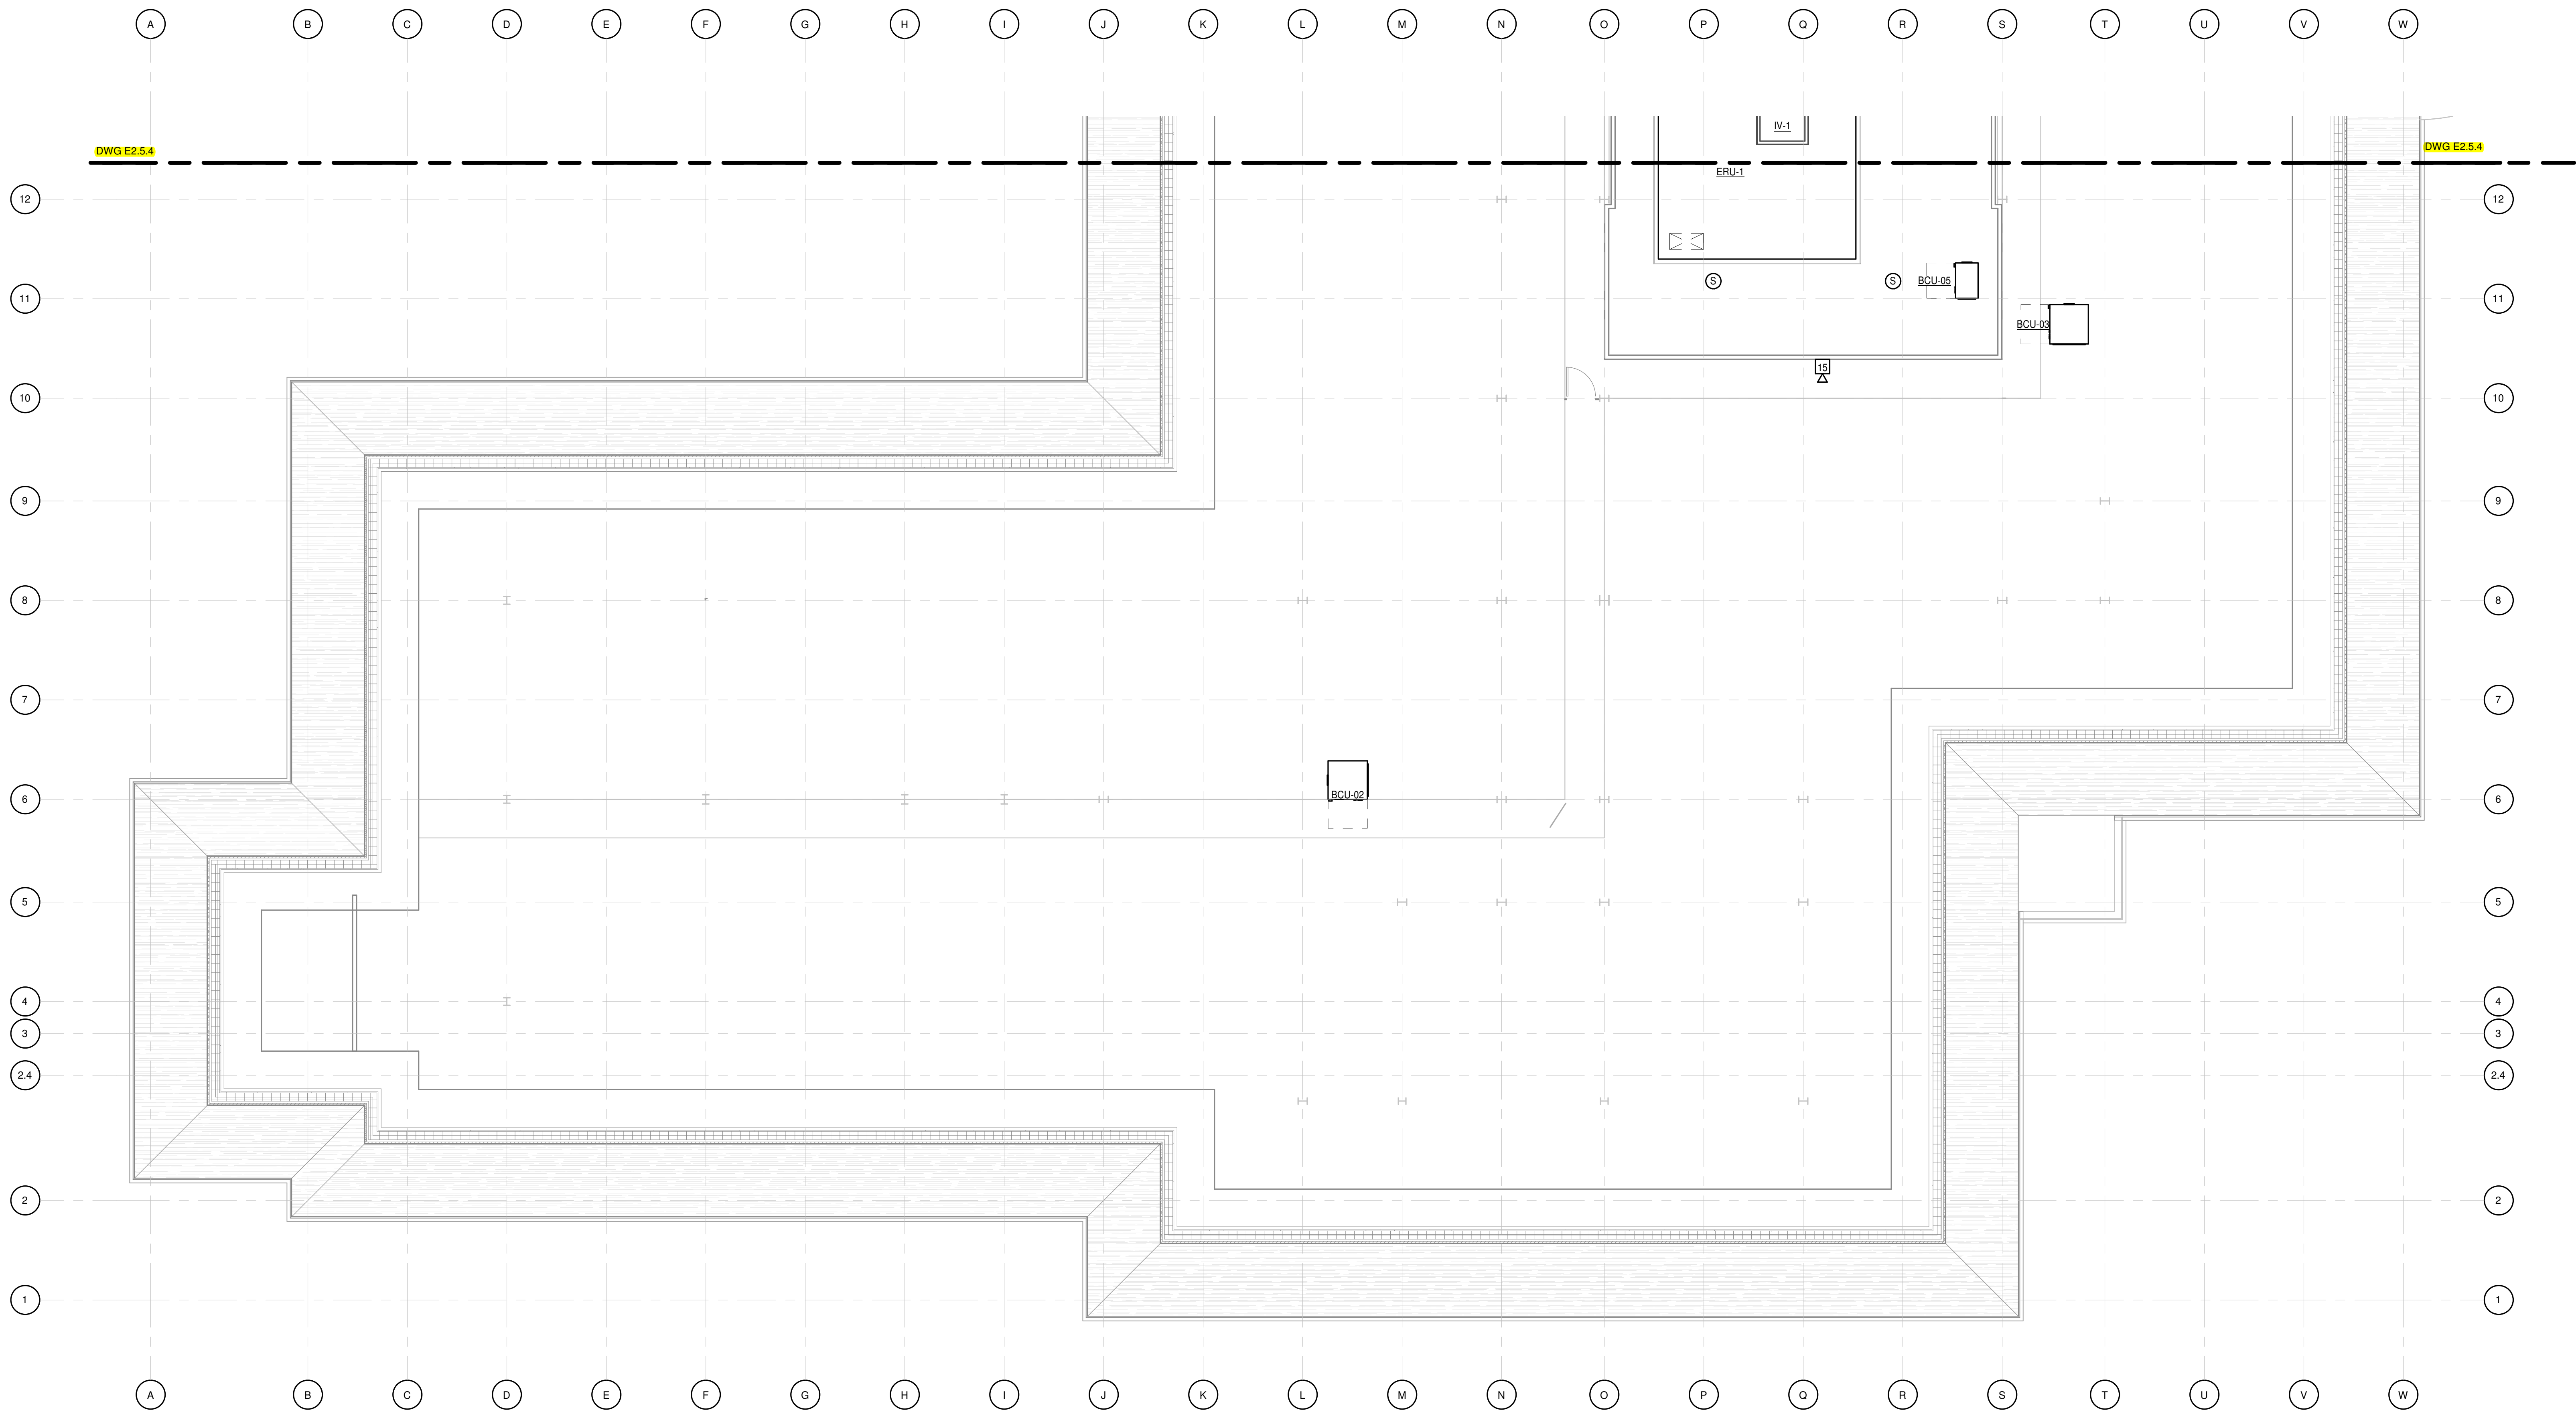 A B C D E F G H I J K L M N O P Q R S T U V W
IV-1
DWG E2.5.4 DWG E2.5.4
ERU-1
12 12
S S BCU-05
11 11
BCU-03
15
10 10
9 9
8 8
7 7
BCU-02
6 6
5 5
4 4
3 3
2.4 2.4
2 2
1 1
A B C D E F G H I J K L M N O P Q R S T U V W